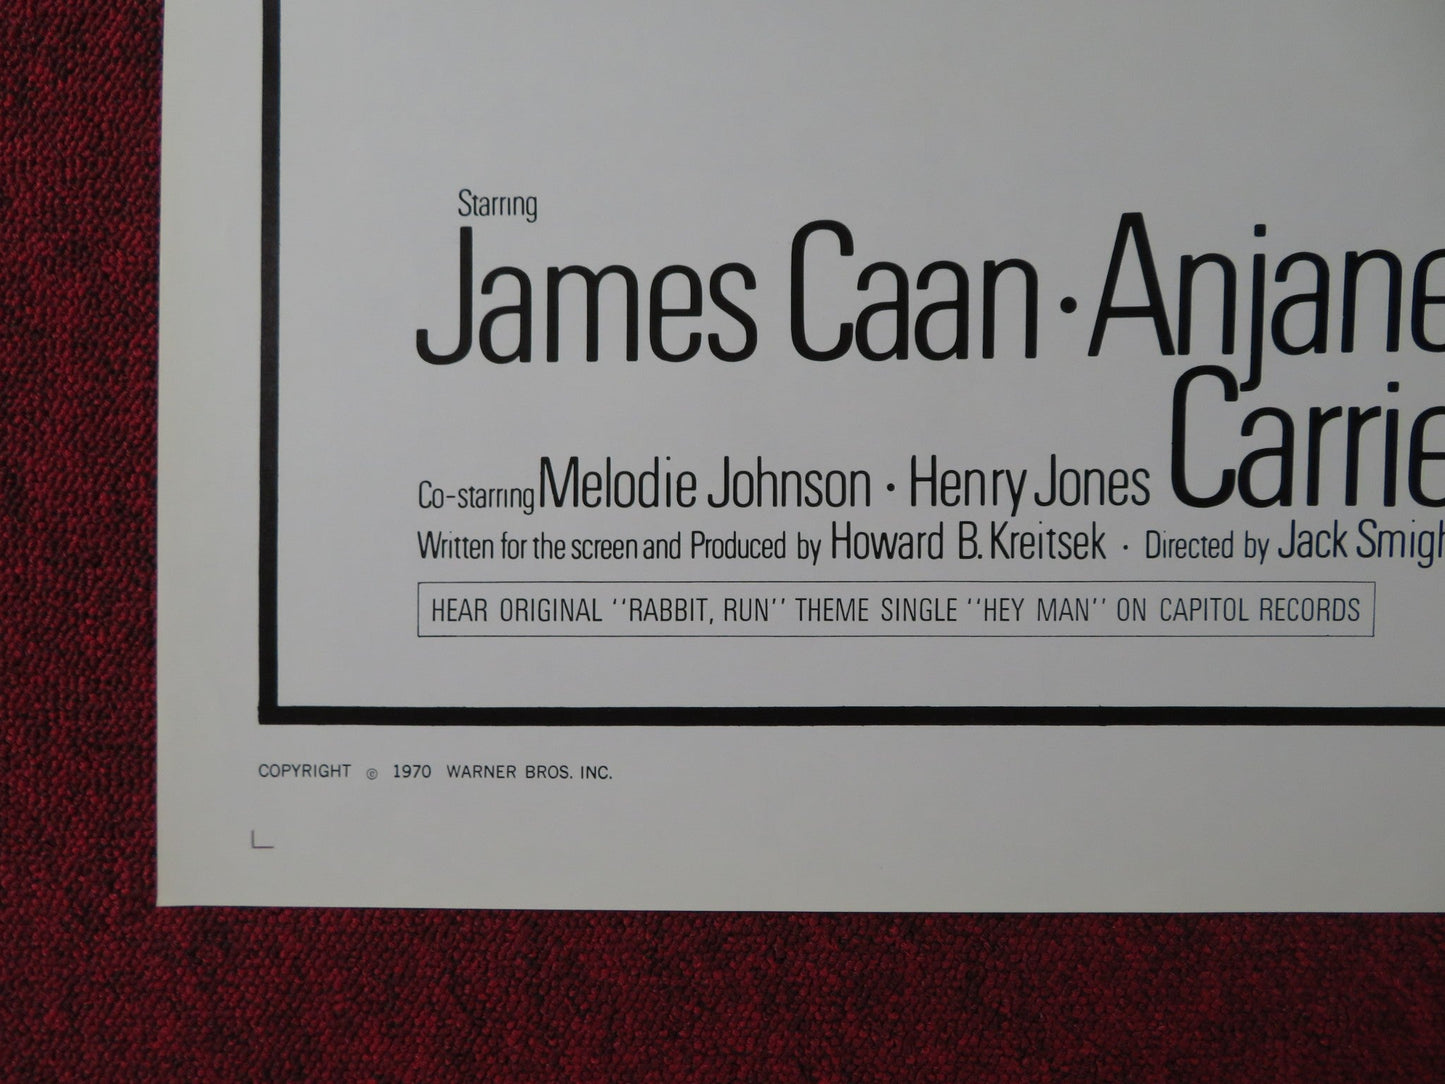 Starring
James Caan · Anjane
Carrie
Co-starring Melodie Johnson · Henry Jones
Written for the screen and Produced by Howard B. Kreitsek · Directed by Jack Smigh
HEAR ORIGINAL "RABBIT, RUN" THEME SINGLE "HEY MAN" ON CAPITOL RECORDS
COPYRIGHT © 1970 WARNER BROS. INC.